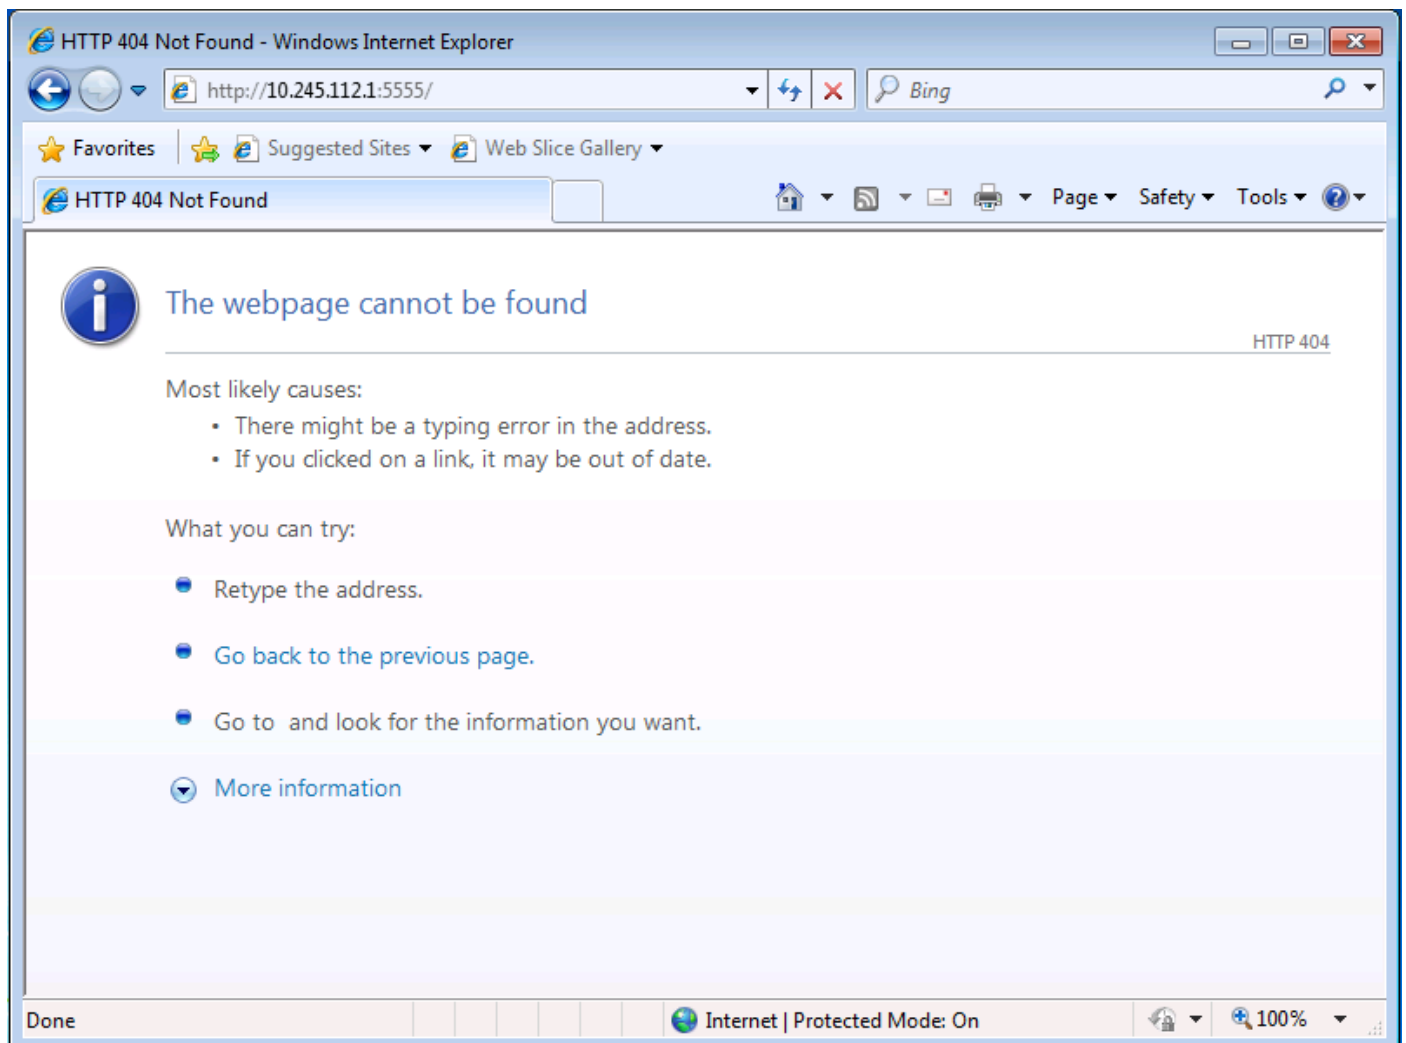 HTTP 404 Not Found - Windows Internet Explorer
http://10.245.112.1:5555/
Bing
Favorites Suggested Sites Web Slice Gallery
HTTP 404 Not Found Page Safety Tools
The webpage cannot be found
HTTP 404
Most likely causes:
• There might be a typing error in the address.
• If you clicked on a link, it may be out of date.
What you can try:
Retype the address.
Go back to the previous page.
Go to  and look for the information you want.
More information
Done Internet | Protected Mode: On 100%